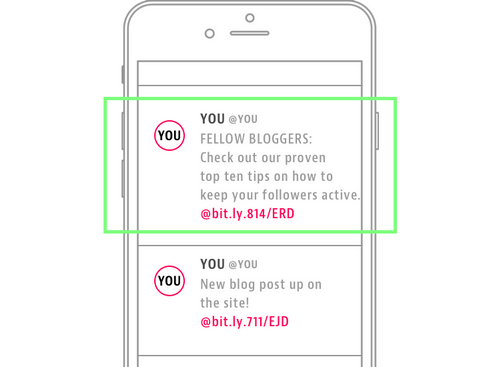 YOU @YOU
YOU
FELLOW BLOGGERS:
Check out our proven
top ten tips on how to
keep your followers active.
@bit.ly.814/ERD
YOU @YOU
YOU
New blog post up on
the site!
@bit.ly.711/EJD